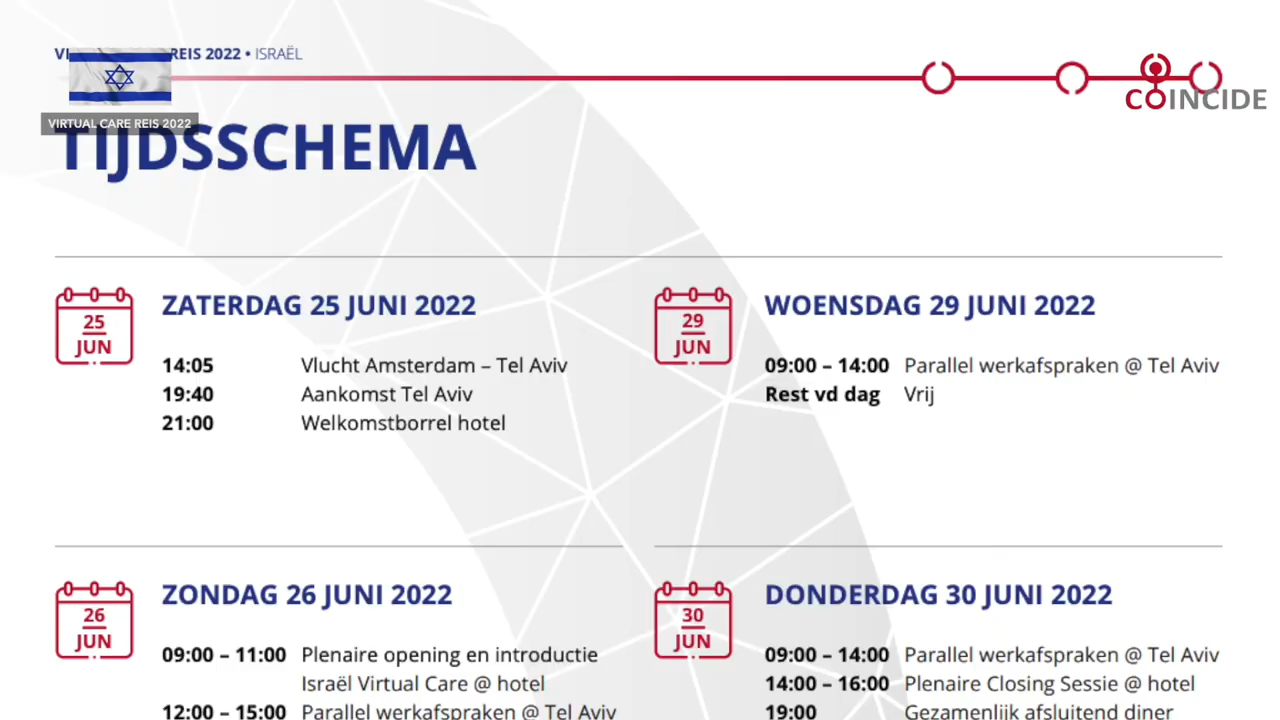 VI REIS 2022 • ISRAËL
VIRTUAL CARE REIS 2022
COINCIDE
TIJDSSCHEMA
25
JUN
ZATERDAG 25 JUNI 2022
14:05 Vlucht Amsterdam – Tel Aviv
19:40 Aankomst Tel Aviv
21:00 Welkomstborrel hotel
29
JUN
WOENSDAG 29 JUNI 2022
09:00 – 14:00 Parallel werkafspraken @ Tel Aviv
Rest vd dag Vrij
26
JUN
ZONDAG 26 JUNI 2022
09:00 – 11:00 Plenaire opening en introductie
Israël Virtual Care @ hotel
12:00 – 15:00 Parallel werkafspraken @ Tel Aviv
30
JUN
DONDERDAG 30 JUNI 2022
09:00 – 14:00 Parallel werkafspraken @ Tel Aviv
14:00 – 16:00 Plenaire Closing Sessie @ hotel
19:00 Gezamenlijk afsluitend diner